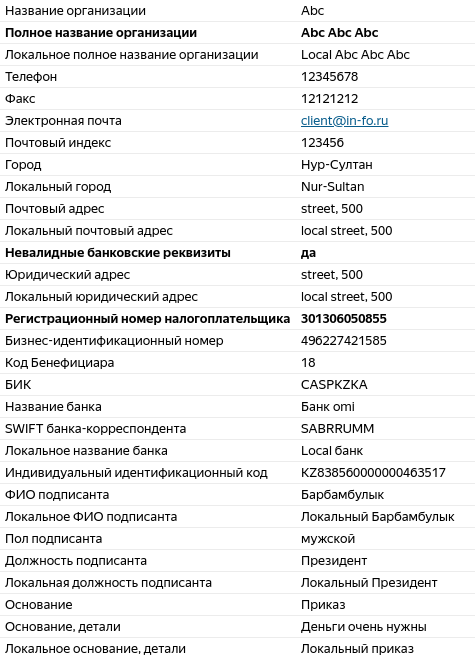 Название организации Abc
Полное название организации Abc Abc Abc
Локальное полное название организации Local Abc Abc Abc
Телефон 12345678
Факс 12121212
Электронная почта client@in-fo.ru
Почтовый индекс 123456
Город Нур-Султан
Локальный город Nur-Sultan
Почтовый адрес street, 500
Локальный почтовый адрес local street, 500
Невалидные банковские реквизиты да
Юридический адрес street, 500
Локальный юридический адрес local street, 500
Регистрационный номер налогоплательщика 301306050855
Бизнес-идентификационный номер 496227421585
Код Бенефициара 18
БИК CASPKZKA
Название банка Банк omi
SWIFT банка-корреспондента SABRRUMM
Локальное название банка Local банк
Индивидуальный идентификационный код KZ838560000000463517
ФИО подписанта Барбамбулык
Локальное ФИО подписанта Локальный Барбамбулык
Пол подписанта мужской
Должность подписанта Президент
Локальная должность подписанта Локальный Президент
Основание Приказ
Основание, детали Деньги очень нужны
Локальное основание, детали Локальный приказ